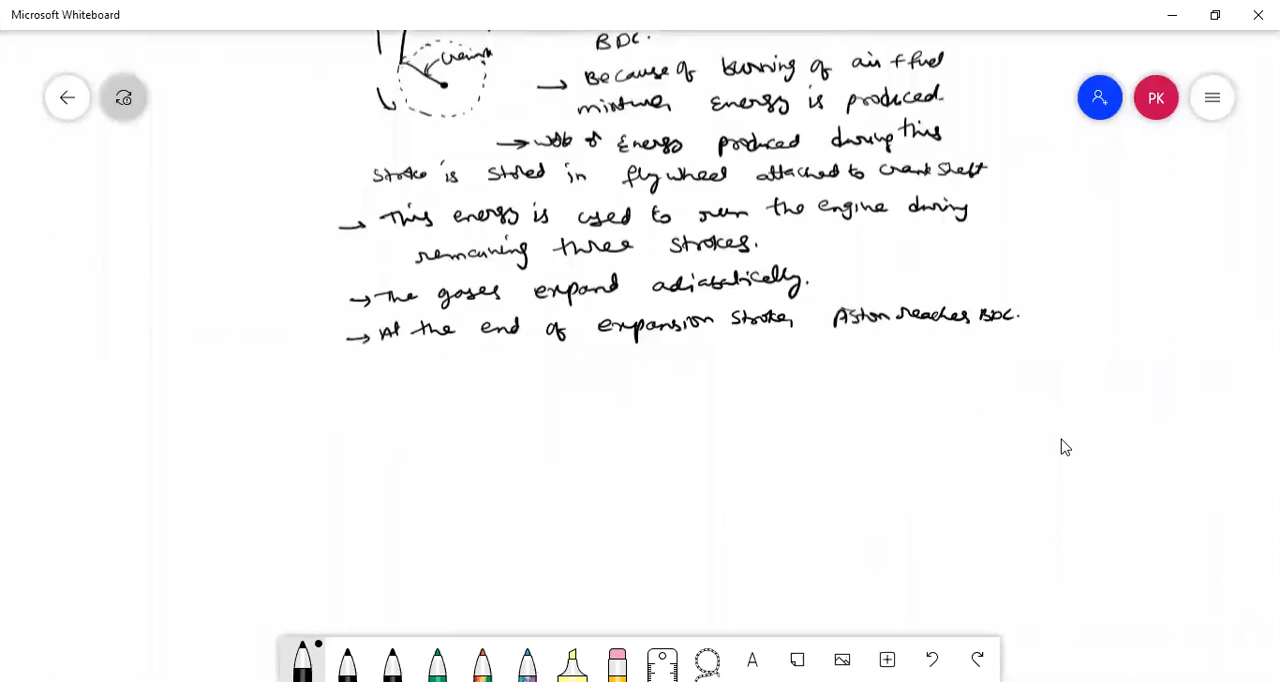 Microsoft Whiteboard
crank
BDC.
→ Because of burning of air + fuel
mixture, energy is produced.
PK
→ of Energy produced during this
stroke is stored in flywheel attached to crank shaft
→ This energy is used to run the engine during
remaining three strokes.
→ The gases expand adiabatically.
→ At the end of expansion stroke, Piston reaches BDC.
A